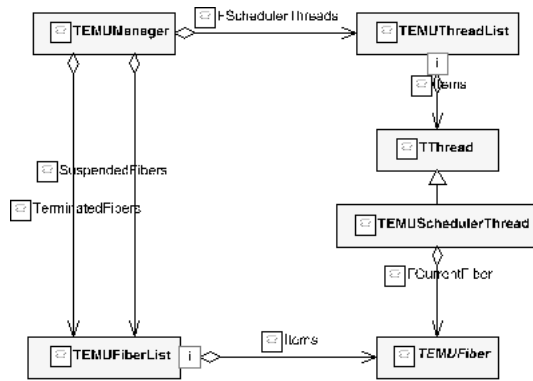 FSchedulerThreads
TEMUManager
TEMUThreadList
i
Items
TThread
SuspendedFibers
TerminatedFibers
TEMUSchedulerThread
FCurrentFiber
Items
TEMUFiberList
i
TEMUFiber